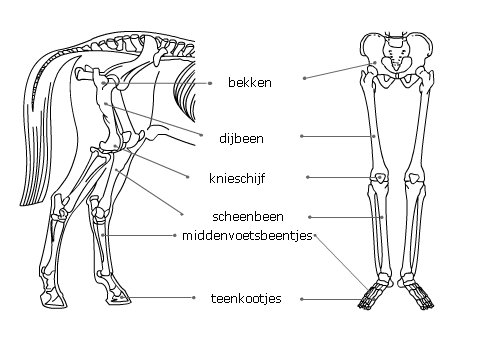 bekken
dijbeen
knieschijf
scheenbeen
middenvoetsbeentjes
teenkootjes